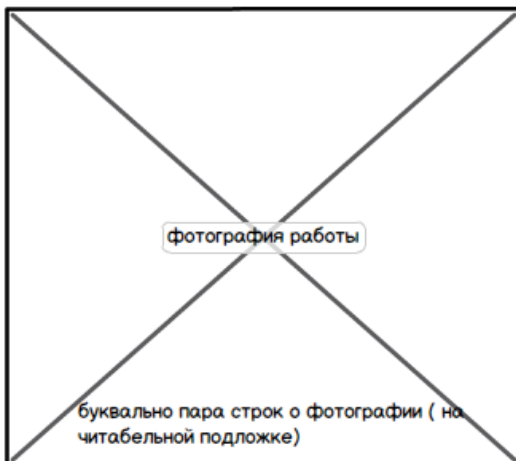 фотография работы
буквально пара строк о фотографии ( на
читабельной подложке)